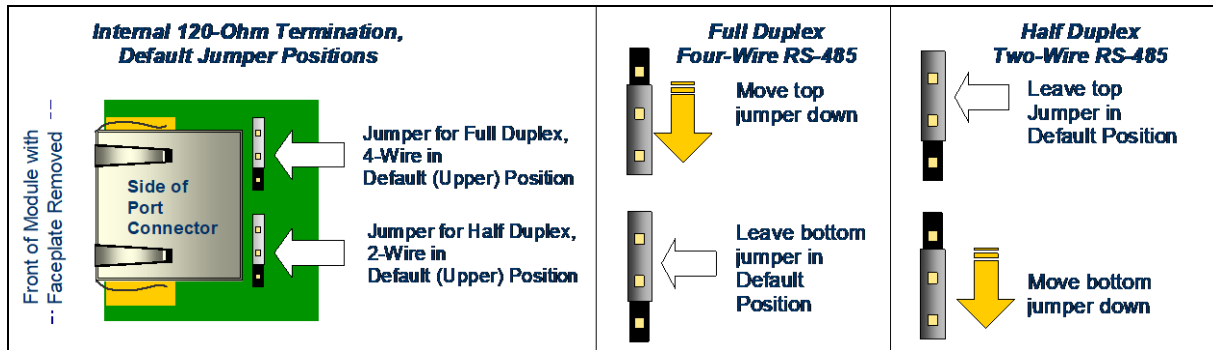 Internal 120-Ohm Termination,
Default Jumper Positions
Front of Module with
--- Faceplate Removed ---
Side of
Port
Connector
Jumper for Full Duplex,
4-Wire in
Default (Upper) Position
Jumper for Half Duplex,
2-Wire in
Default (Upper) Position
Full Duplex
Four-Wire RS-485
Move top
jumper down
Leave bottom
jumper in
Default
Position
Half Duplex
Two-Wire RS-485
Leave top
Jumper in
Default Position
Move bottom
jumper down